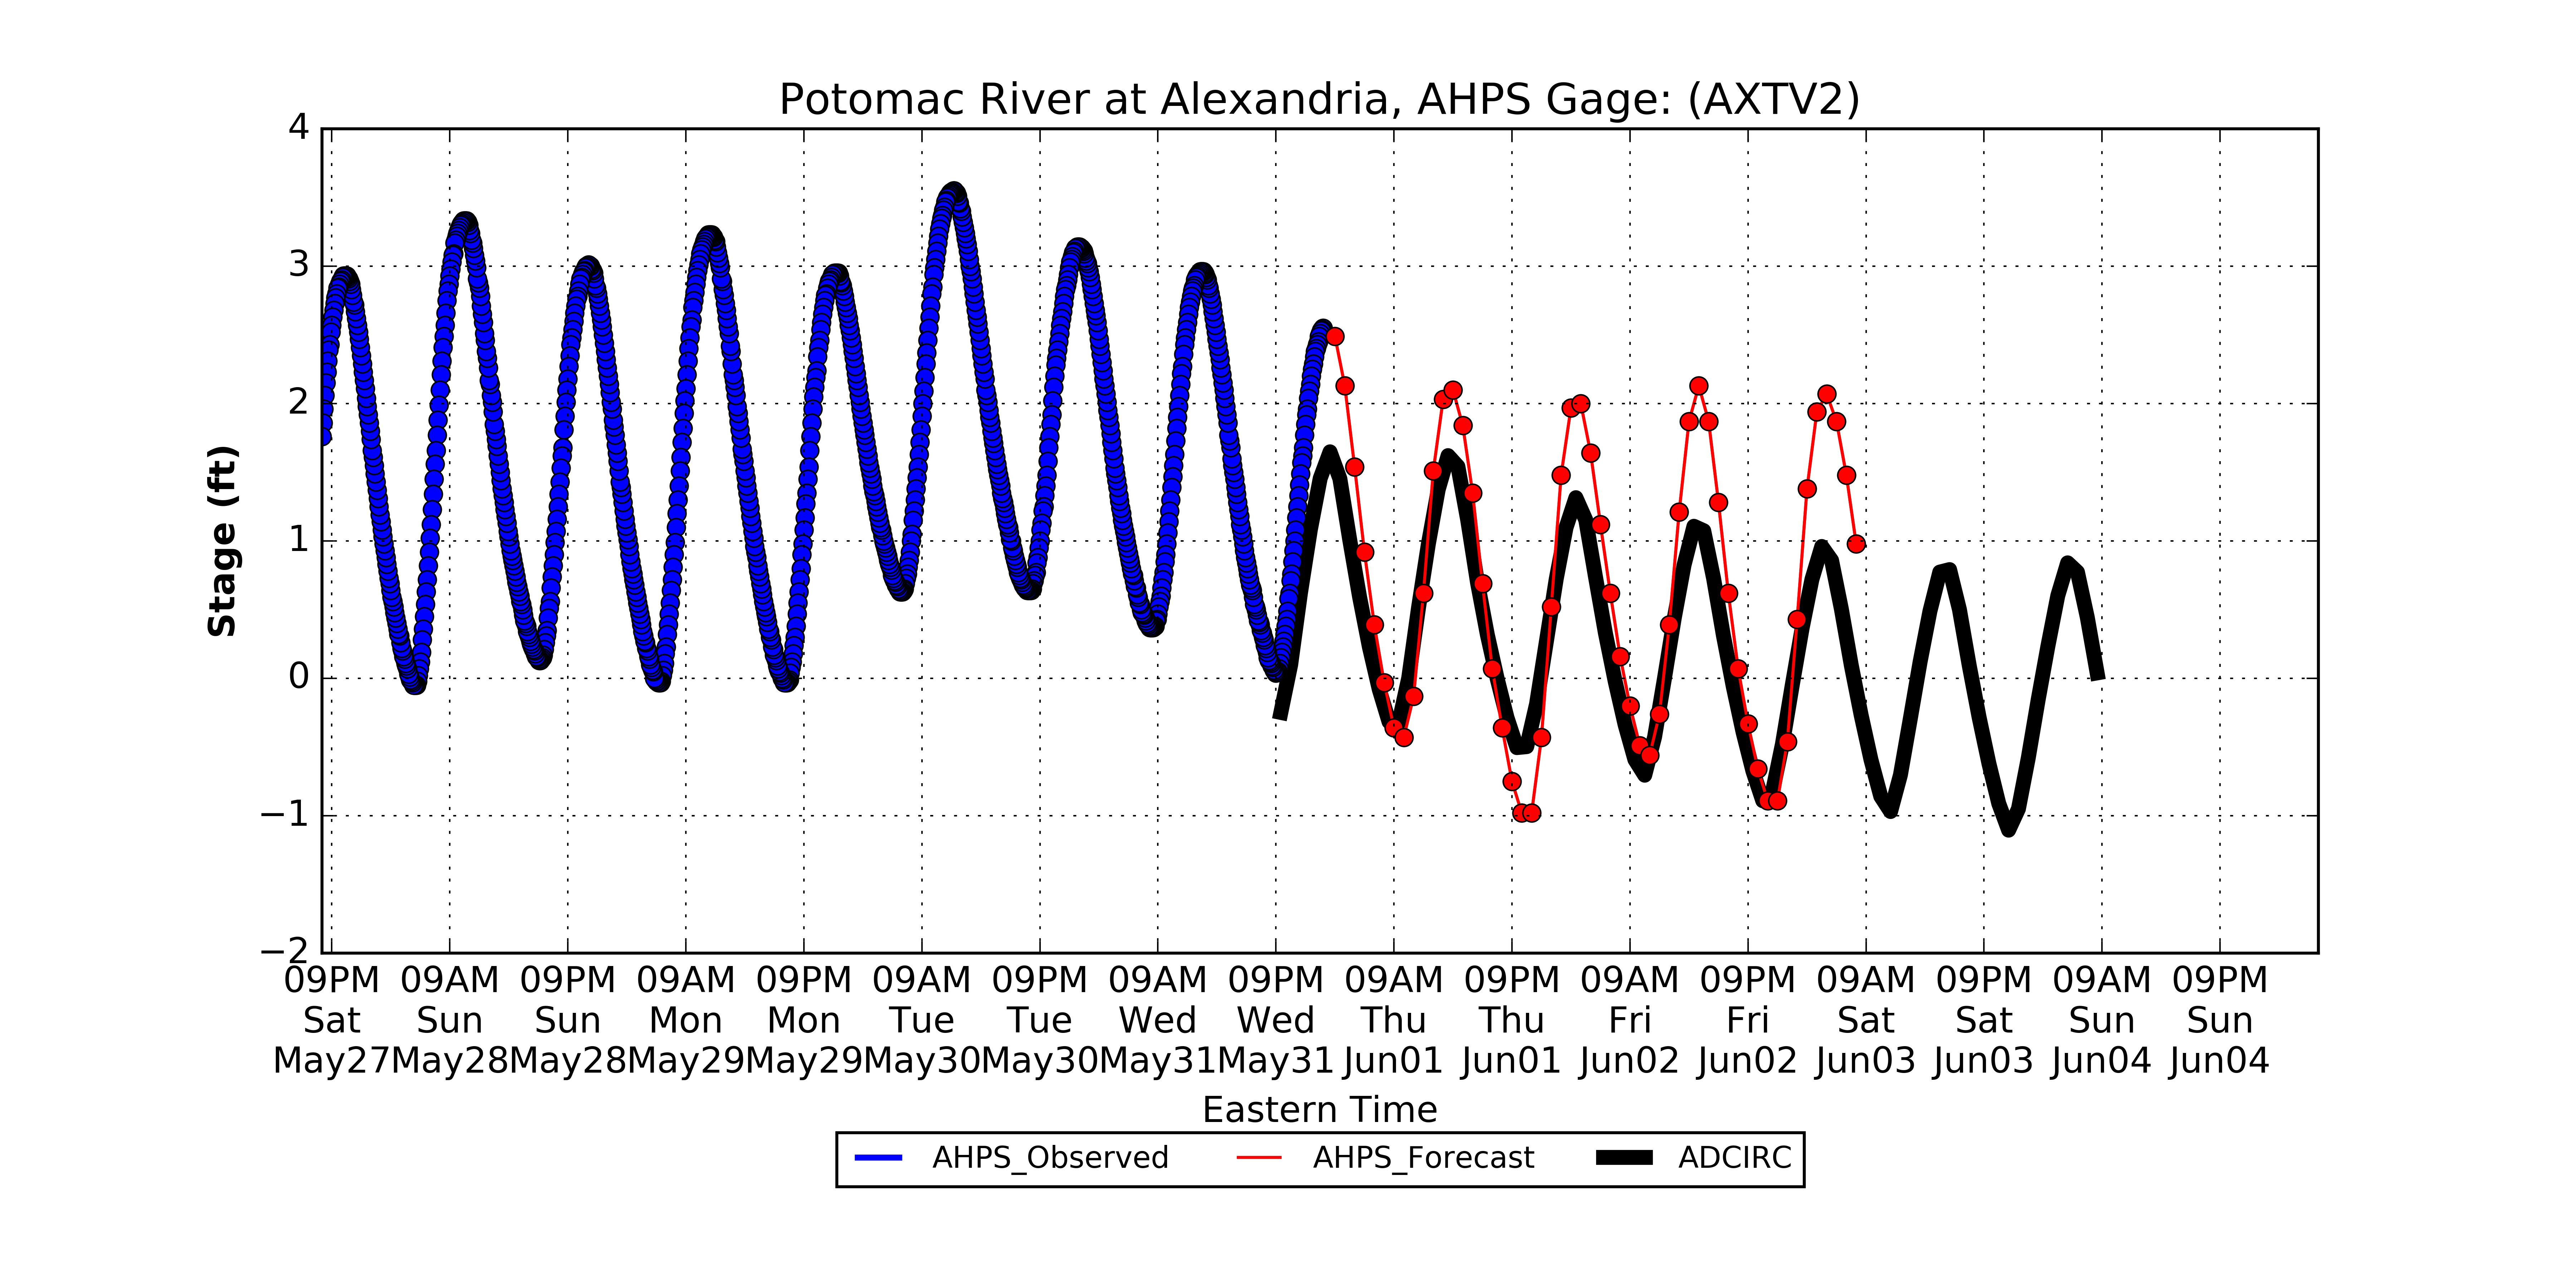 Potomac River at Alexandria, AHPS Gage: (AXTV2)
4
3
2
1
0
−1
−2
Stage (ft)
09PM 09AM 09PM 09AM 09PM 09AM 09PM 09AM 09PM 09AM 09PM 09AM 09PM 09AM 09PM 09AM 09PM
Sat Sun Sun Mon Mon Tue Tue Wed Wed Thu Thu Fri Fri Sat Sat Sun Sun
May27 May28 May28 May29 May29 May30 May30 May31 May31 Jun01 Jun01 Jun02 Jun02 Jun03 Jun03 Jun04 Jun04
Eastern Time
AHPS_Observed AHPS_Forecast ADCIRC